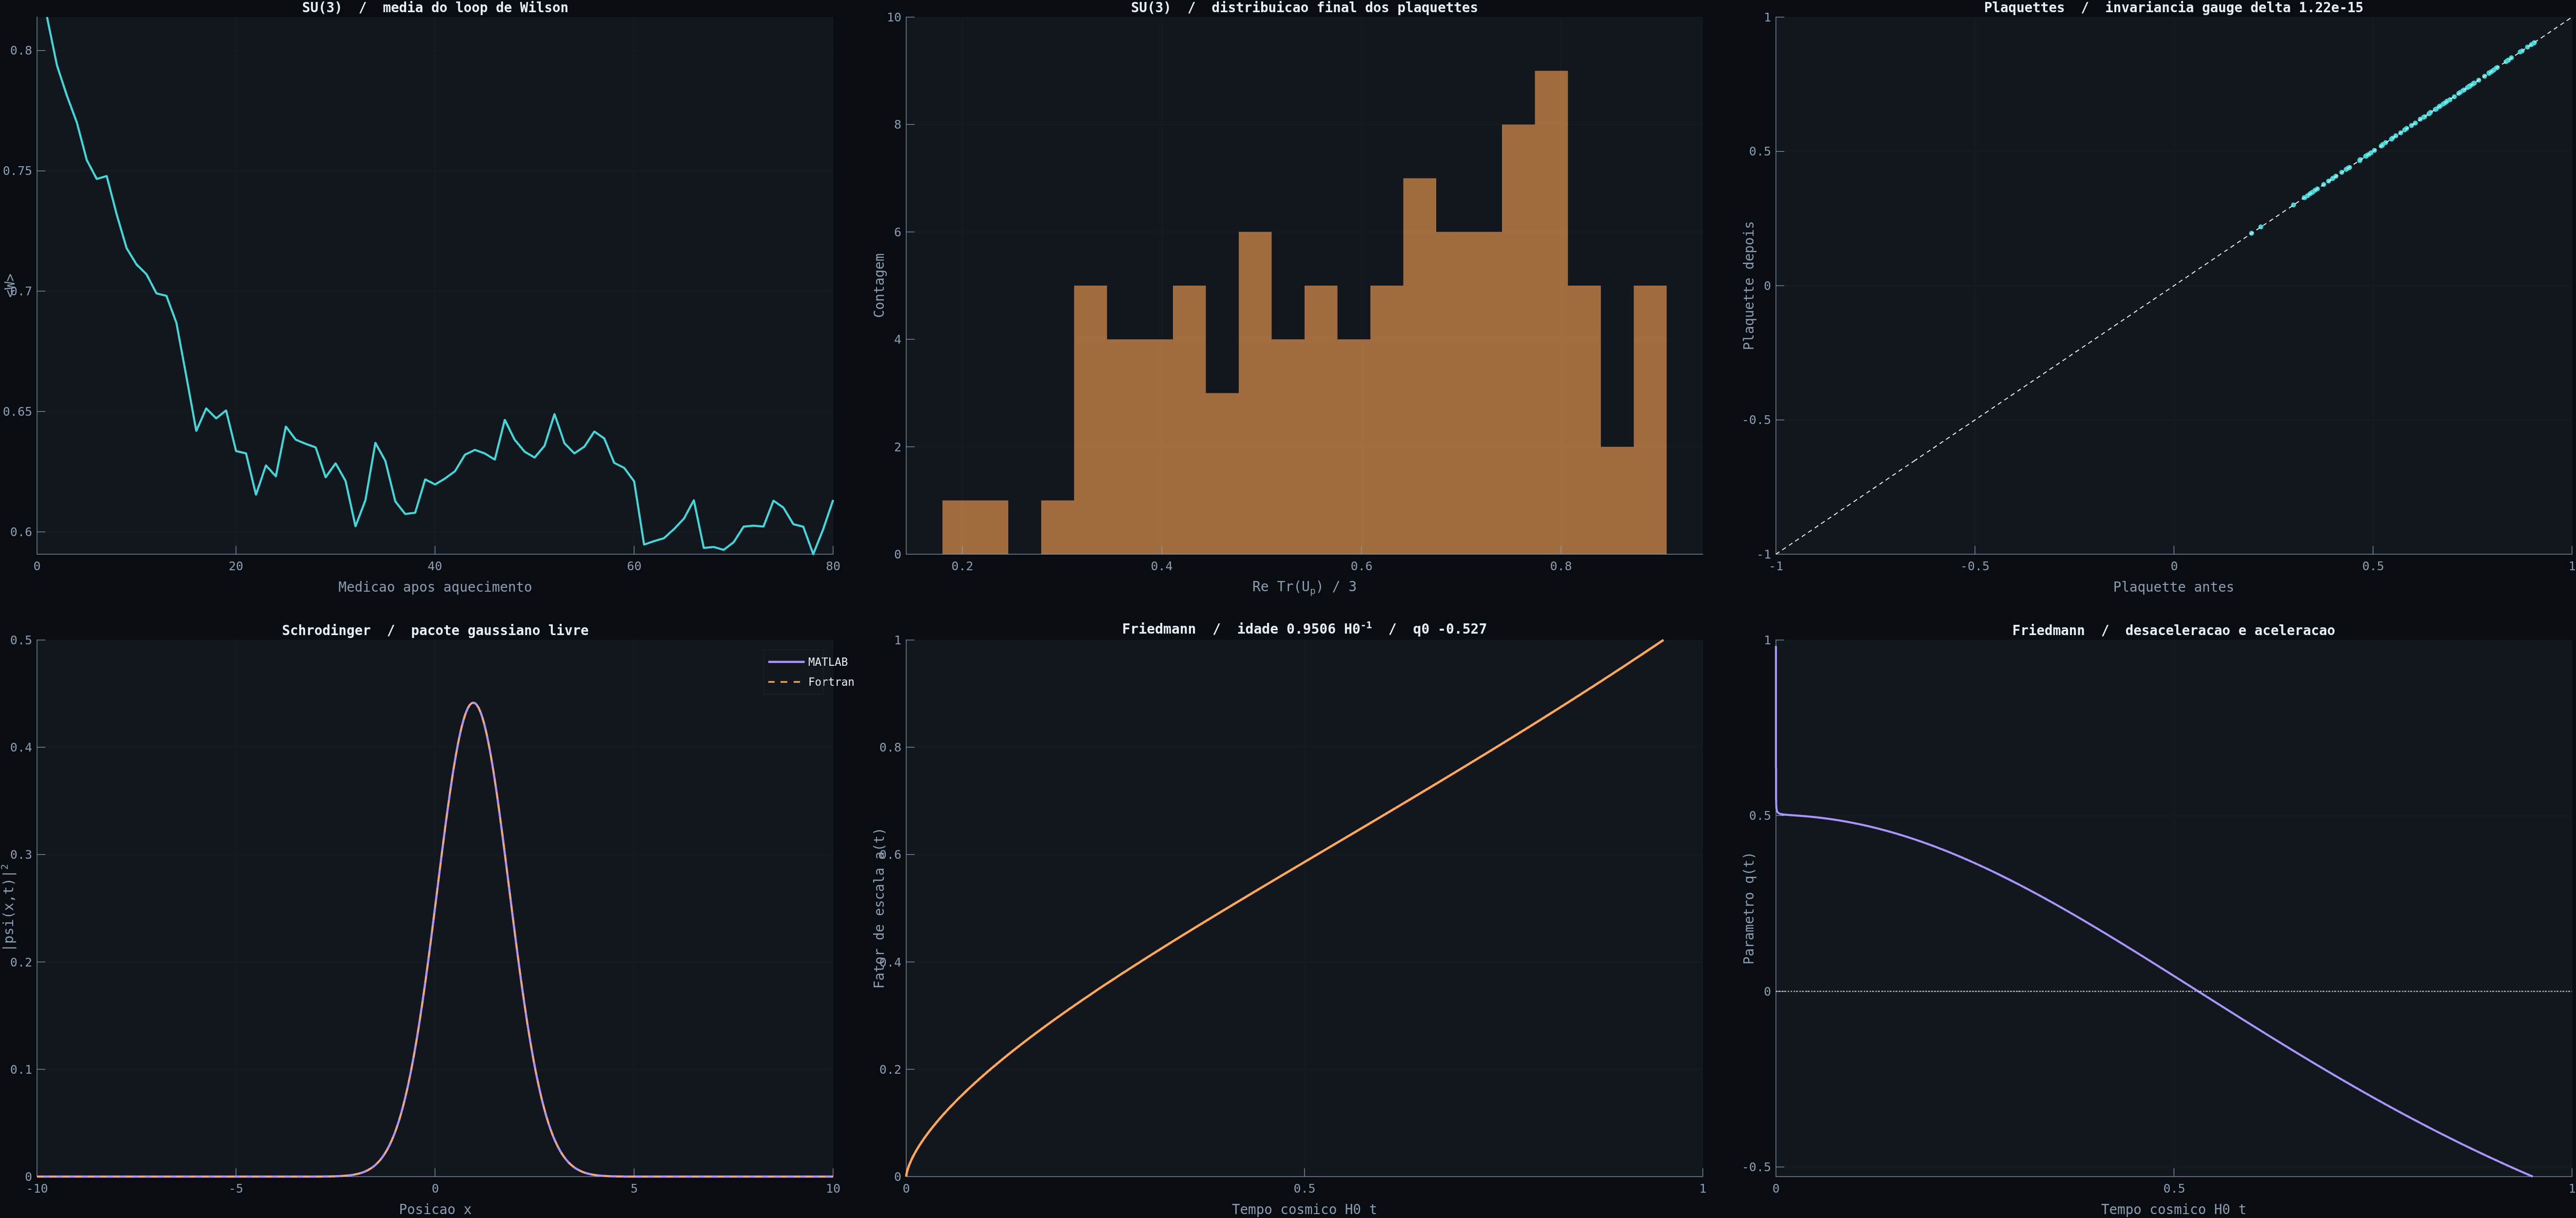 SU(3)  /  media do loop de Wilson
0.8
0.75
0.7
0.65
0.6
<W>
0
20
40
60
80
Medicao apos aquecimento
SU(3)  /  distribuicao final dos plaquettes
10
8
6
4
2
0
Contagem
0.2
0.4
0.6
0.8
Re Tr(Up) / 3
Plaquettes  /  invariancia gauge delta 1.22e-15
1
0.5
0
-0.5
-1
Plaquette depois
-1
-0.5
0
0.5
1
Plaquette antes
Schrodinger  /  pacote gaussiano livre
0.5
0.4
0.3
0.2
0.1
0
|psi(x,t)|²
MATLAB
Fortran
-10
-5
0
5
10
Posicao x
Friedmann  /  idade 0.9506 H0⁻¹  /  q0 -0.527
1
0.8
0.6
0.4
0.2
0
Fator de escala a(t)
0
0.5
1
Tempo cosmico H0 t
Friedmann  /  desaceleracao e aceleracao
1
0.5
0
-0.5
Parametro q(t)
0
0.5
1
Tempo cosmico H0 t